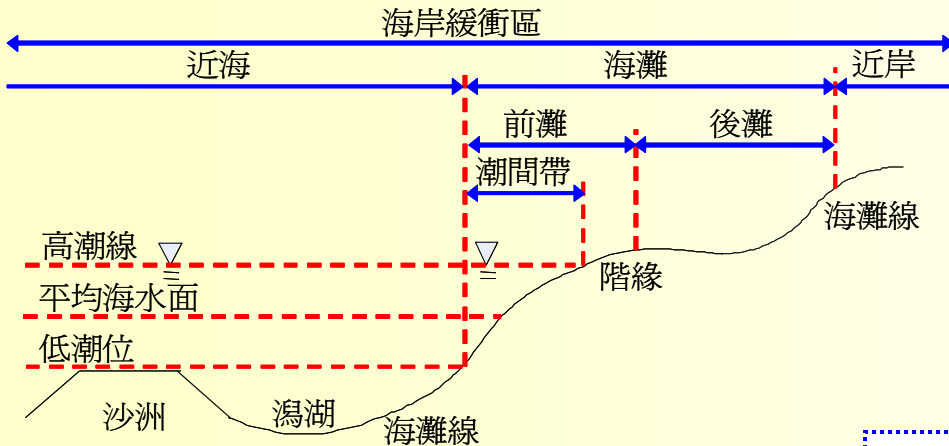 海岸緩衝區
近海
海灘
近岸
前灘
後灘
潮間帶
海灘線
高潮線
階緣
平均海水面
低潮位
沙洲
潟湖
海灘線